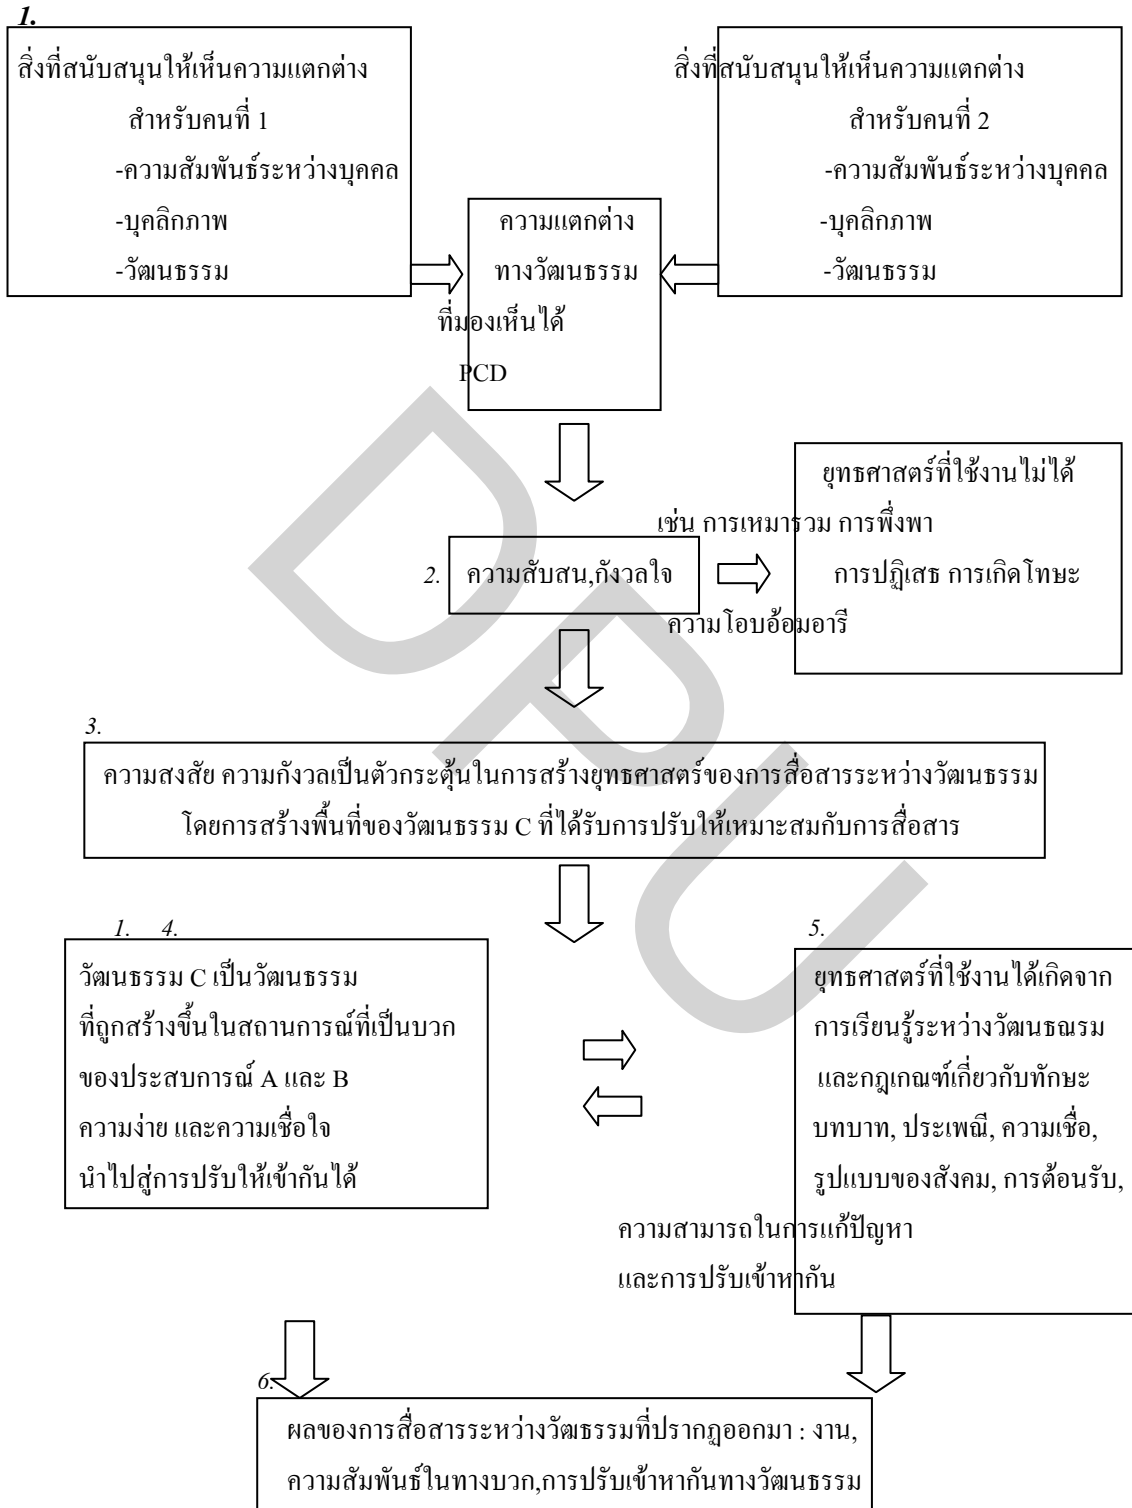 1.
สิ่งที่สนับสนุนให้เห็นความแตกต่าง
สำหรับคนที่ 1
-ความสัมพันธ์ระหว่างบุคคล
-บุคลิกภาพ
-วัฒนธรรม
สิ่งที่สนับสนุนให้เห็นความแตกต่าง
สำหรับคนที่ 2
-ความสัมพันธ์ระหว่างบุคคล
-บุคลิกภาพ
-วัฒนธรรม
ความแตกต่าง
ทางวัฒนธรรม
ที่มองเห็นได้
PCD
2.
ความสับสน,กังวลใจ
ยุทธศาสตร์ที่ใช้งานไม่ได้
เช่น การเหมารวม การพึ่งพา
การปฏิเสธ การเกิดโทษะ
ความโอบอ้อมอารี
3.
ความสงสัย ความกังวลเป็นตัวกระตุ้นในการสร้างยุทธศาสตร์ของการสื่อสารระหว่างวัฒนธรรม
โดยการสร้างพื้นที่ของวัฒนธรรม C ที่ได้รับการปรับให้เหมาะสมกับการสื่อสาร
1. 4.
วัฒนธรรม C เป็นวัฒนธรรม
ที่ถูกสร้างขึ้นในสถานการณ์ที่เป็นบวก
ของประสบการณ์ A และ B
ความง่าย และความเชื่อใจ
นำไปสู่การปรับให้เข้ากันได้
5.
ยุทธศาสตร์ที่ใช้งานได้เกิดจาก
การเรียนรู้ระหว่างวัฒนธณรม
และกฎเกณฑ์เกี่ยวกับทักษะ
บทบาท, ประเพณี, ความเชื่อ,
รูปแบบของสังคม, การต้อนรับ,
ความสามารถในการแก้ปัญหา
และการปรับเข้าหากัน
6.
ผลของการสื่อสารระหว่างวัฒธรรมที่ปรากฏออกมา : งาน,
ความสัมพันธ์ในทางบวก,การปรับเข้าหากันทางวัฒนธรรม
DPU